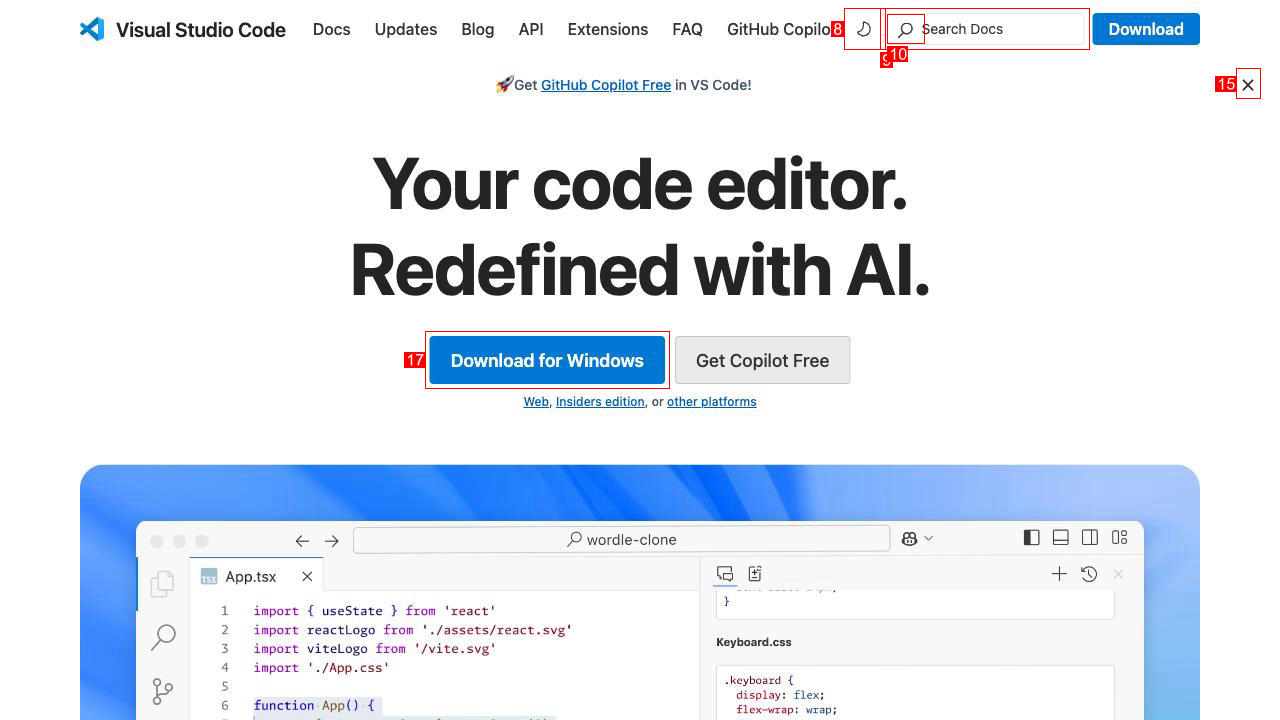 Visual Studio Code Docs Updates Blog API Extensions FAQ GitHub Copilo 8 Search Docs Download
9 10
🚀Get GitHub Copilot Free in VS Code!
15
Your code editor.
Redefined with AI.
17 Download for Windows Get Copilot Free
Web, Insiders edition, or other platforms
wordle-clone
TSX App.tsx
1 import { useState } from 'react'
2 import reactLogo from './assets/react.svg'
3 import viteLogo from '/vite.svg'
4 import './App.css'
5
6 function App() {
}
Keyboard.css
.keyboard {
display: flex;
flex-wrap: wrap;